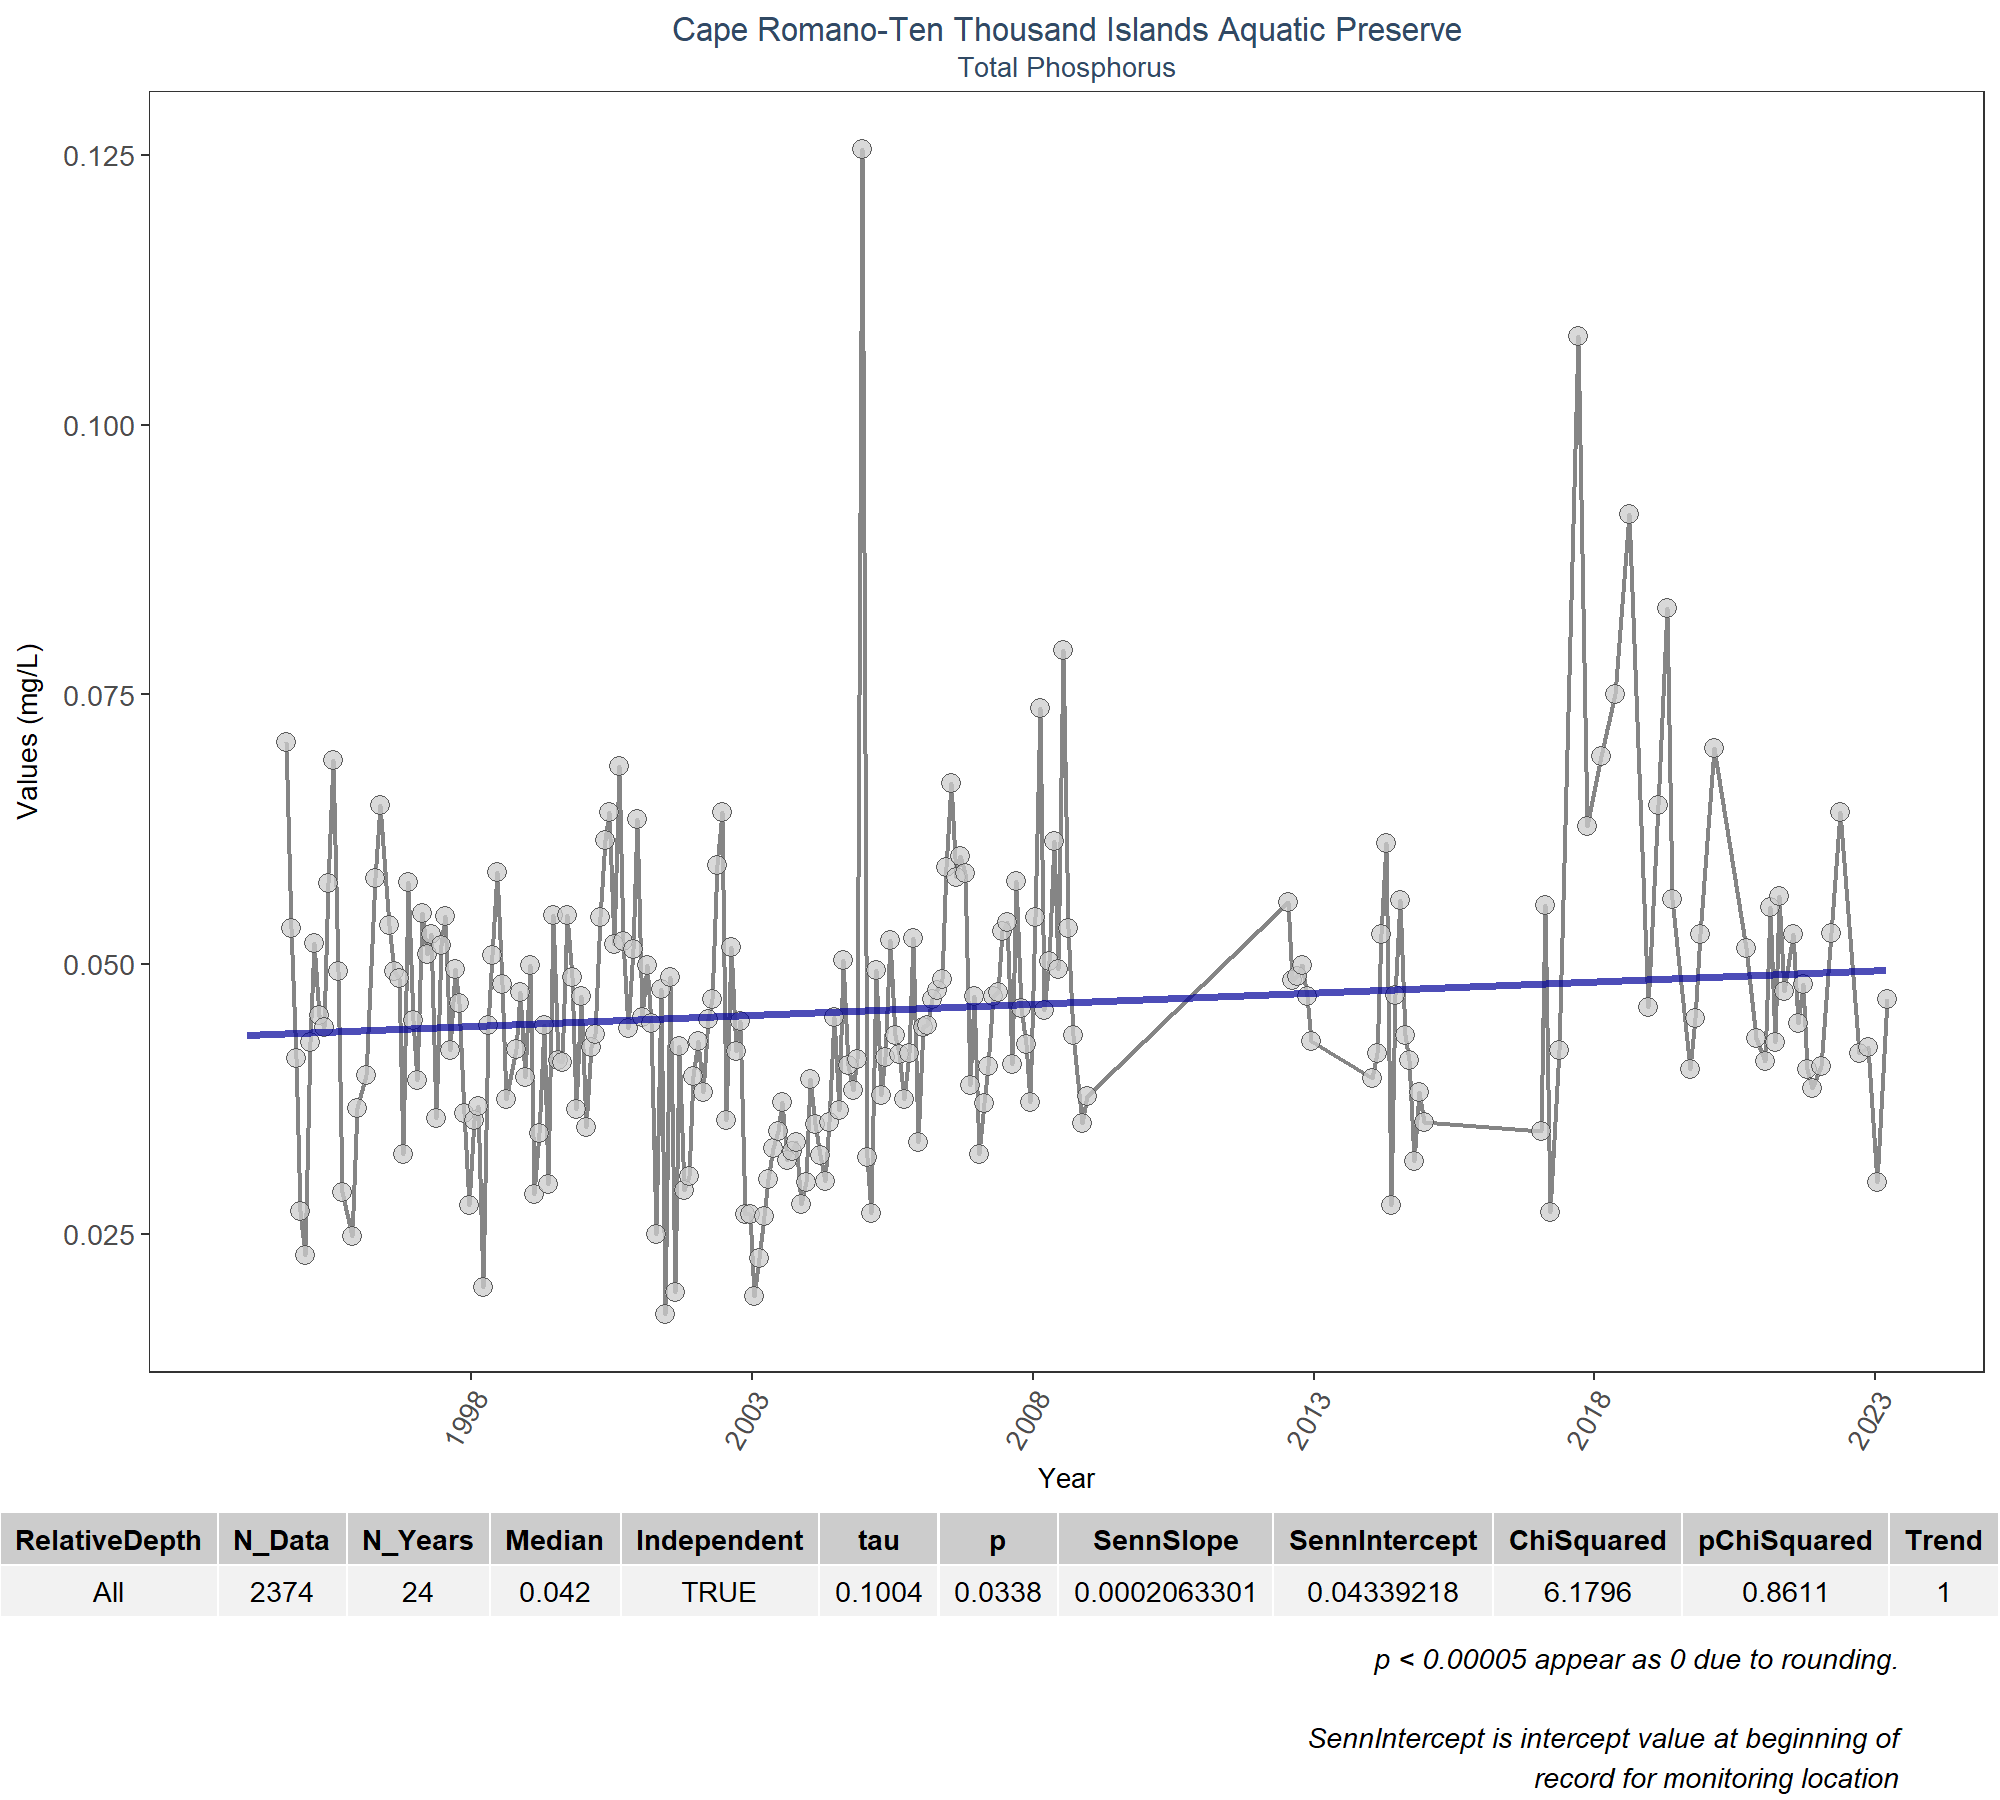 Cape Romano-Ten Thousand Islands Aquatic Preserve
Total Phosphorus
Values (mg/L)
0.125
0.100
0.075
0.050
0.025
1998
2003
2008
2013
2018
2023
Year
RelativeDepth N_Data N_Years Median Independent tau p SennSlope SennIntercept ChiSquared pChiSquared Trend
All 2374 24 0.042 TRUE 0.1004 0.0338 0.0002063301 0.04339218 6.1796 0.8611 1
p < 0.00005 appear as 0 due to rounding.
SennIntercept is intercept value at beginning of
record for monitoring location